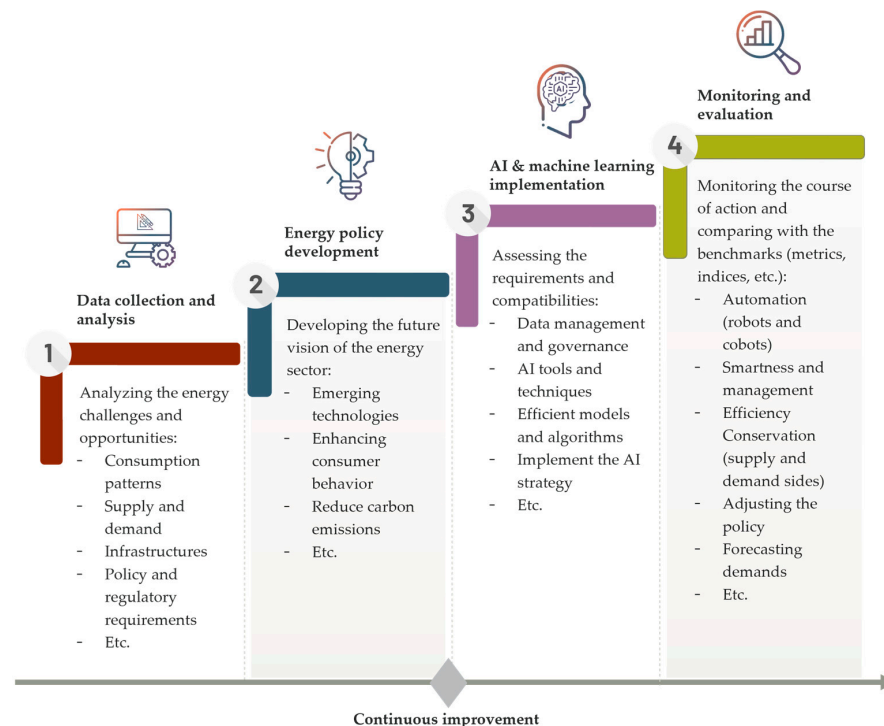 Data collection and
analysis
1
Analyzing the energy
challenges and
opportunities:
- Consumption
patterns
- Supply and
demand
- Infrastructures
- Policy and
regulatory
requirements
- Etc.
Energy policy
development
2
Developing the future
vision of the energy
sector:
- Emerging
technologies
- Enhancing
consumer
behavior
- Reduce carbon
emissions
- Etc.
AI
AI & machine learning
implementation
3
Assessing the
requirements and
compatibilities:
- Data management
and governance
- AI tools and
techniques
- Efficient models
and algorithms
- Implement the AI
strategy
- Etc.
Monitoring and
evaluation
4
Monitoring the course
of action and
comparing with the
benchmarks (metrics,
indices, etc.):
- Automation
(robots and
cobots)
- Smartness and
management
- Efficiency
Conservation
(supply and
demand sides)
- Adjusting the
policy
- Forecasting
demands
- Etc.
Continuous improvement